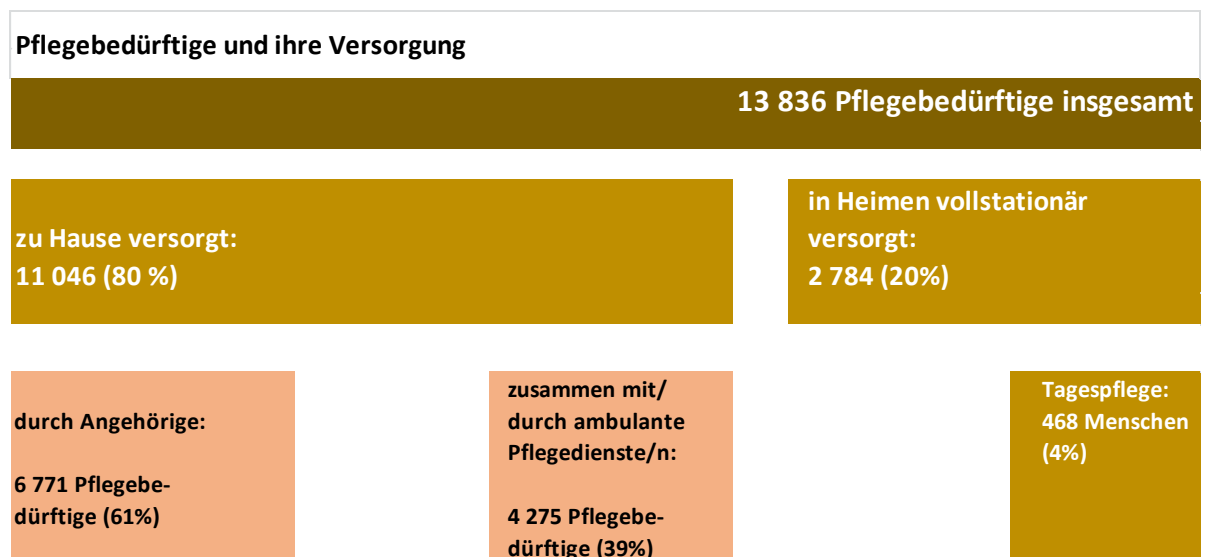 Pflegebedürftige und ihre Versorgung
13 836 Pflegebedürftige insgesamt
zu Hause versorgt:
11 046 (80 %)
in Heimen vollstationär
versorgt:
2 784 (20%)
durch Angehörige:
6 771 Pflegebe-
dürftige (61%)
zusammen mit/
durch ambulante
Pflegedienste/n:
4 275 Pflegebe-
dürftige (39%)
Tagespflege:
468 Menschen
(4%)